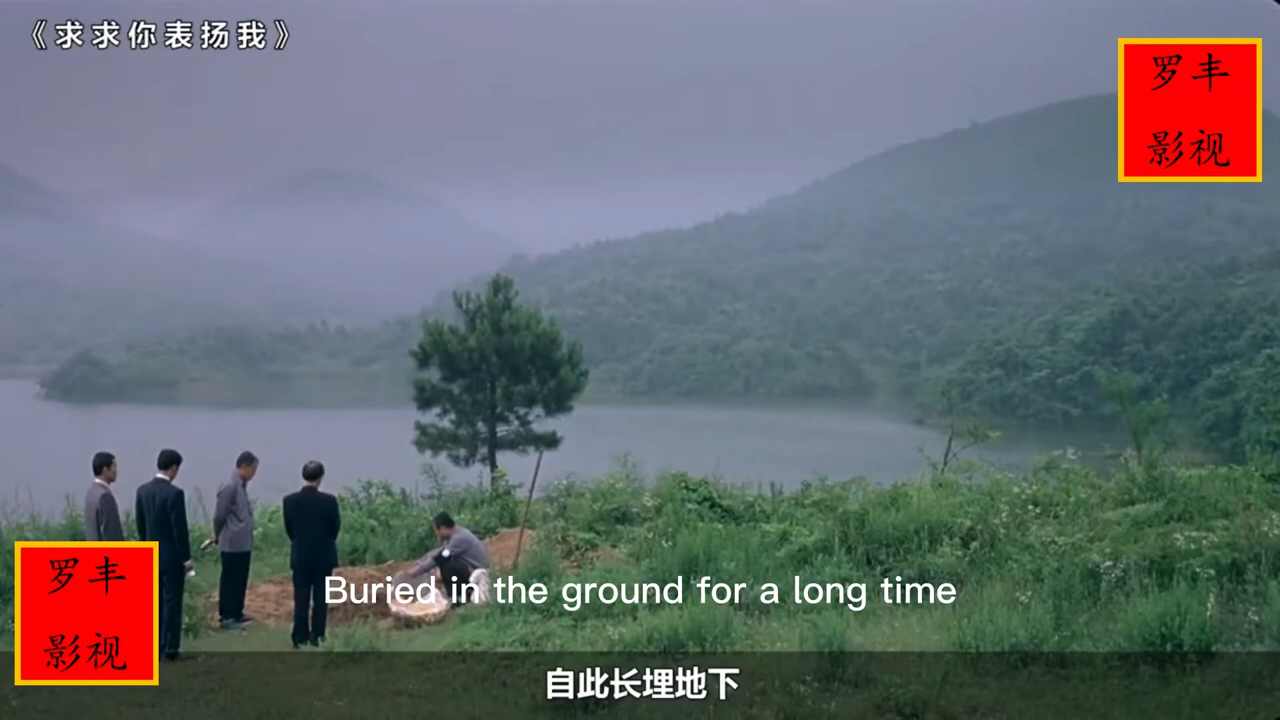 《求求你表扬我》
罗丰
影视
罗丰
影视
Buried in the ground for a long time
自此长埋地下